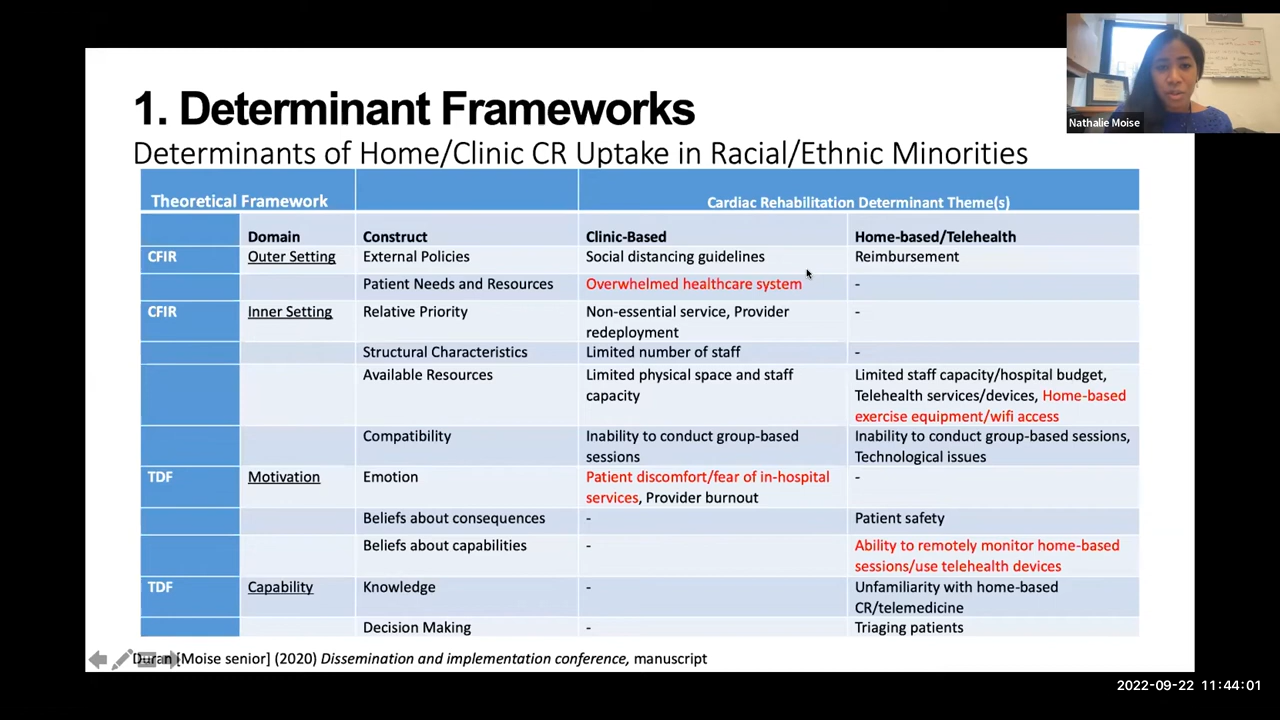 1. Determinant Frameworks
Determinants of Home/Clinic CR Uptake in Racial/Ethnic Minorities
Nathalie Moise
Theoretical Framework
Cardiac Rehabilitation Determinant Theme(s)
Domain Construct Clinic-Based Home-based/Telehealth
CFIR Outer Setting External Policies Social distancing guidelines Reimbursement
Patient Needs and Resources Overwhelmed healthcare system -
CFIR Inner Setting Relative Priority Non-essential service, Provider -
redeployment
Structural Characteristics Limited number of staff -
Available Resources Limited physical space and staff Limited staff capacity/hospital budget,
capacity Telehealth services/devices, Home-based
exercise equipment/wifi access
Compatibility Inability to conduct group-based Inability to conduct group-based sessions,
sessions Technological issues
TDF Motivation Emotion Patient discomfort/fear of in-hospital -
services, Provider burnout
Beliefs about consequences - Patient safety
Beliefs about capabilities - Ability to remotely monitor home-based
sessions/use telehealth devices
TDF Capability Knowledge - Unfamiliarity with home-based
CR/telemedicine
Decision Making - Triaging patients
Duran [Moise senior] (2020) Dissemination and implementation conference, manuscript
2022-09-22 11:44:01